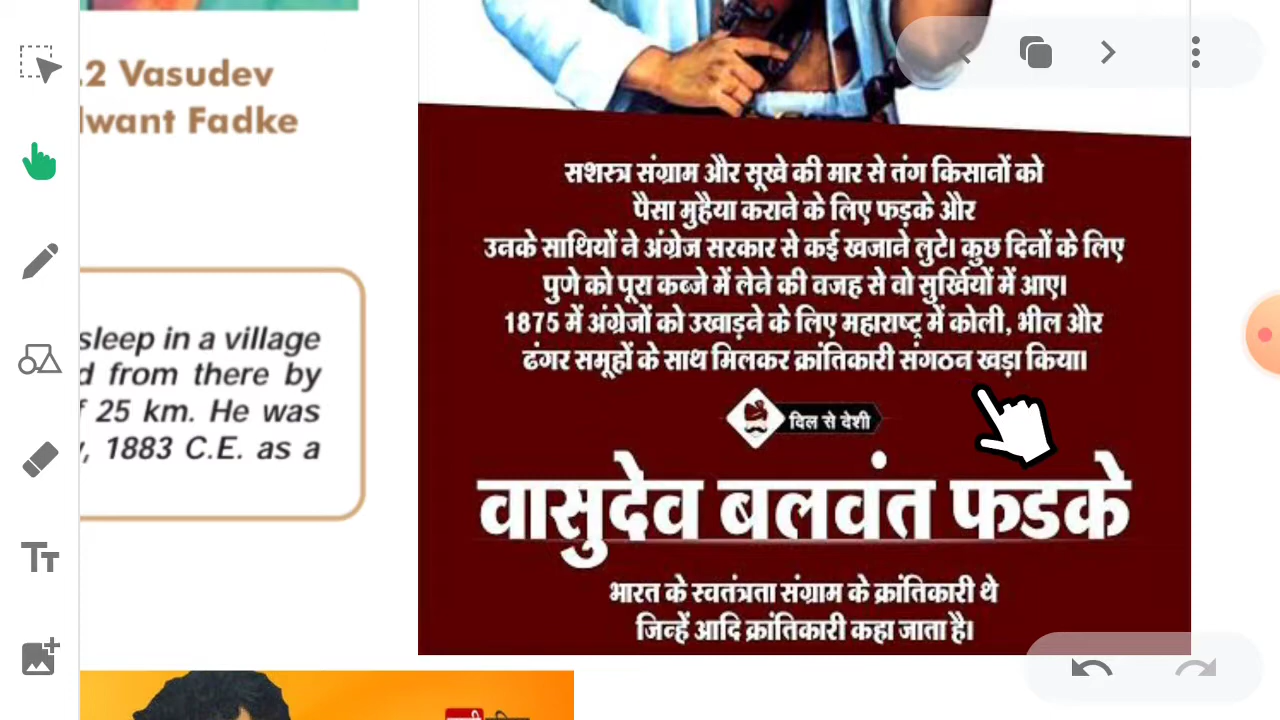 .2 Vasudev
lwant Fadke
sleep in a village
d from there by
f 25 km. He was
, 1883 C.E. as a
सशस्त्र संग्राम और सूखे की मार से तंग किसानों को
पैसा मुहैया कराने के लिए फड़के और
उनके साथियों ने अंग्रेज सरकार से कई खजाने लुटे। कुछ दिनों के लिए
पुणे को पूरा कब्जे में लेने की वजह से वो सुर्खियों में आए।
1875 में अंग्रेजों को उखाड़ने के लिए महाराष्ट्र में कोली, भील और
ढंगर समूहों के साथ मिलकर क्रांतिकारी संगठन खड़ा किया।
दिल से देशी
वासुदेव बलवंत फडके
भारत के स्वतंत्रता संग्राम के क्रांतिकारी थे
जिन्हें आदि क्रांतिकारी कहा जाता है।